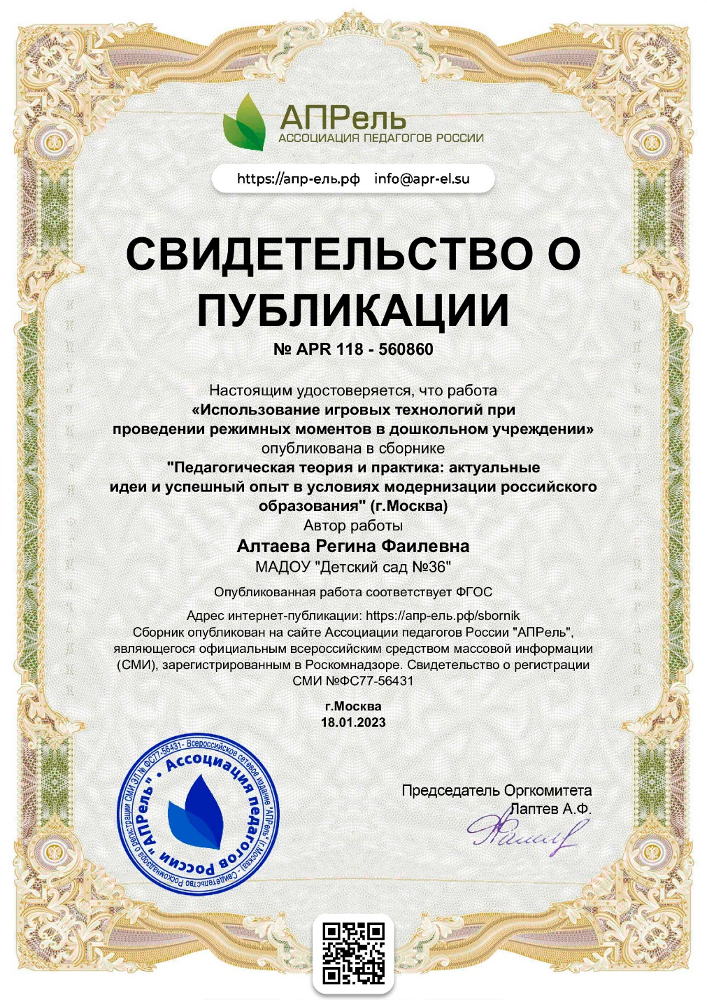 АПРель
АССОЦИАЦИЯ ПЕДАГОГОВ РОССИИ
https://апр-ель.рф info@apr-el.su
СВИДЕТЕЛЬСТВО О
ПУБЛИКАЦИИ
№ APR 118 - 560860
Настоящим удостоверяется, что работа
«Использование игровых технологий при
проведении режимных моментов в дошкольном учреждении»
опубликована в сборнике
"Педагогическая теория и практика: актуальные
идеи и успешный опыт в условиях модернизации российского
образования" (г.Москва)
Автор работы
Алтаева Регина Фаилевна
МАДОУ "Детский сад №36"
Опубликованная работа соответствует ФГОС
Адрес интернет-публикации: https://апр-ель.рф/sbornik
Сборник опубликован на сайте Ассоциации педагогов России "АПРель",
являющегося официальным всероссийским средством массовой информации
(СМИ), зарегистрированным в Роскомнадзоре. Свидетельство о регистрации
СМИ №ФС77-56431
г.Москва
18.01.2023
Председатель Оргкомитета
Лаптев А.Ф.
Всероссийское сетевое издание "АПРель" (г.Москва) - Свидетельство Роскомнадзора о регистрации СМИ ЭЛ № ФС77-56431-
• Ассоциация педагогов России "АПРель"